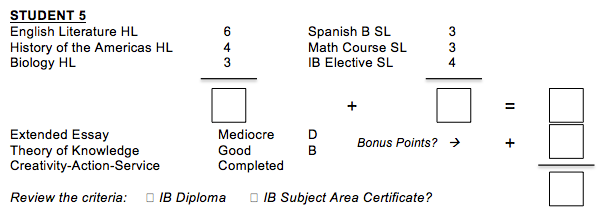 STUDENT 5
English Literature HL 6 Spanish B SL 3
History of the Americas HL 4 Math Course SL 3
Biology HL 3 IB Elective SL 4
+ =
Extended Essay Mediocre D
Bonus Points? → +
Theory of Knowledge Good B
Creativity-Action-Service Completed
Review the criteria: □ IB Diploma □ IB Subject Area Certificate?